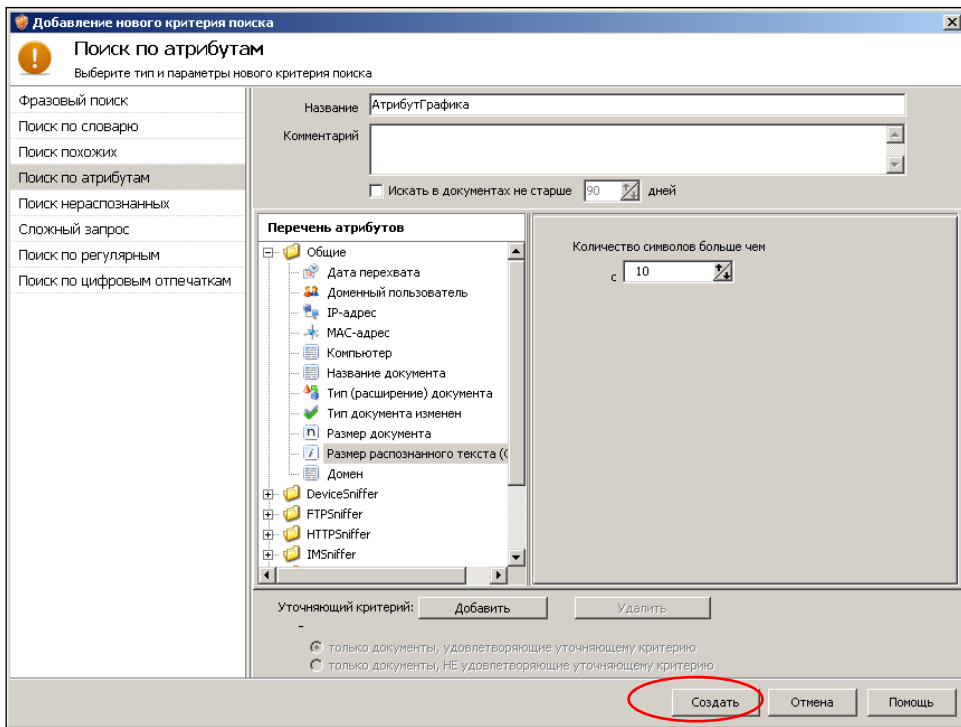 Добавление нового критерия поиска
Поиск по атрибутам
Выберите тип и параметры нового критерия поиска
Фразовый поиск
Поиск по словарю
Поиск похожих
Поиск по атрибутам
Поиск нераспознанных
Сложный запрос
Поиск по регулярным
Поиск по цифровым отпечаткам
Название АтрибутГрафика
Комментарий
Искать в документах не старше 90 дней
Перечень атрибутов
Общие
Дата перехвата
Доменный пользователь
IP-адрес
MAC-адрес
Компьютер
Название документа
Тип (расширение) документа
Тип документа изменен
Размер документа
Размер распознанного текста (
Домен
DeviceSniffer
FTPSniffer
HTTPSniffer
IMSniffer
Количество символов больше чем
с 10
Уточняющий критерий: Добавить Удалить
-
только документы, удовлетворяющие уточняющему критерию
только документы, НЕ удовлетворяющие уточняющему критерию
Создать Отмена Помощь